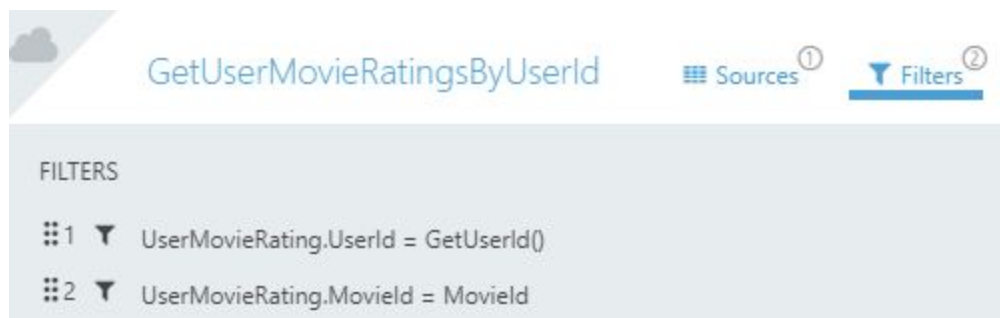 GetUserMovieRatingsByUserId Sources 1 Filters 2
FILTERS
1 UserMovieRating.UserId = GetUserId()
2 UserMovieRating.MovieId = MovieId